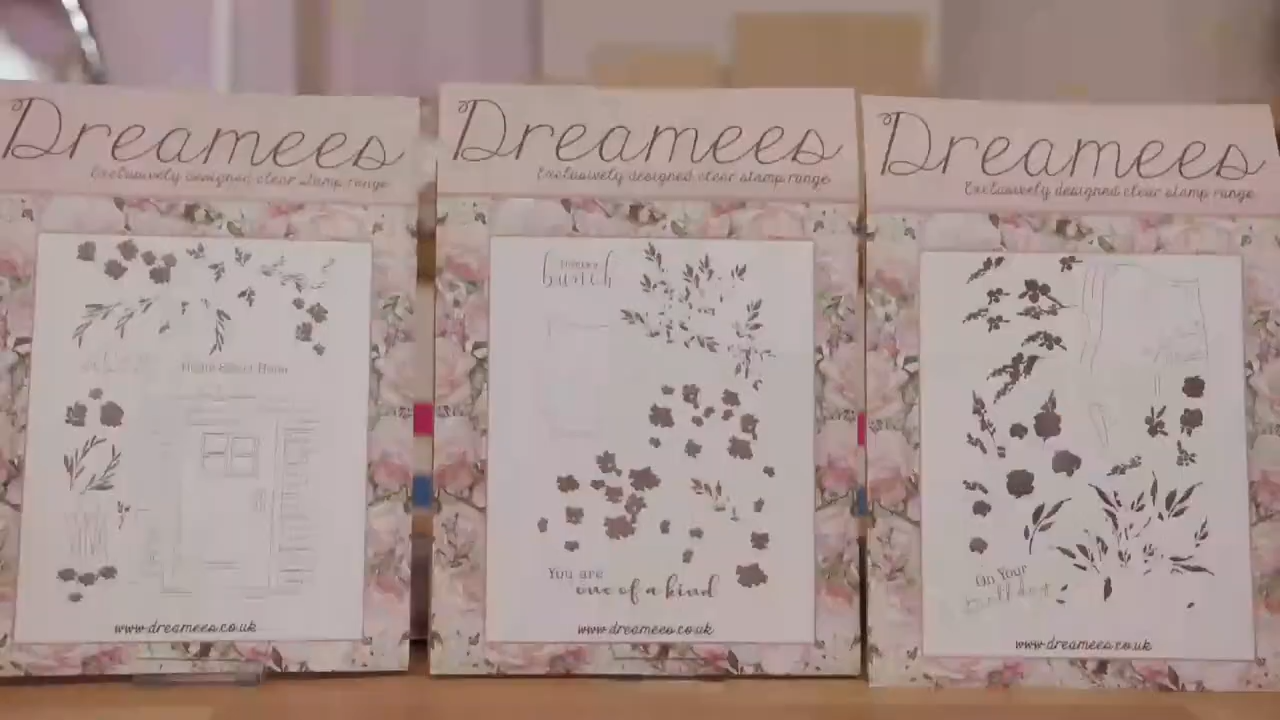 Dreamees
Exclusively designed clear stamp range
Home Sweet Home
www.dreamees.co.uk
Dreamees
Exclusively designed clear stamp range
bunch
You are
one of a kind
www.dreamees.co.uk
Dreamees
Exclusively designed clear stamp range
On Your
www.dreamees.co.uk